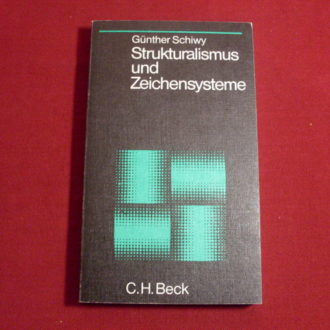 Günther Schiwy
Strukturalismus
und
Zeichensysteme
C.H.Beck